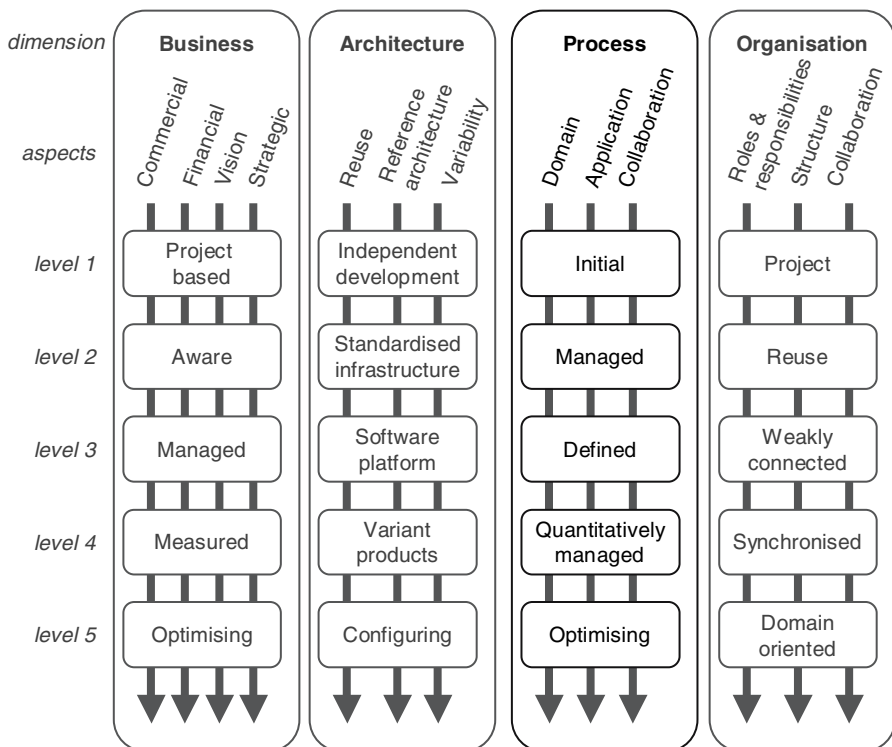 dimension
Business
Architecture
Process
Organisation
aspects
Commercial
Financial
Vision
Strategic
Reuse
Reference
architecture
Variability
Domain
Application
Collaboration
Roles &
responsibilities
Structure
Collaboration
level 1
Project
based
Independent
development
Initial
Project
level 2
Aware
Standardised
infrastructure
Managed
Reuse
level 3
Managed
Software
platform
Defined
Weakly
connected
level 4
Measured
Variant
products
Quantitatively
managed
Synchronised
level 5
Optimising
Configuring
Optimising
Domain
oriented